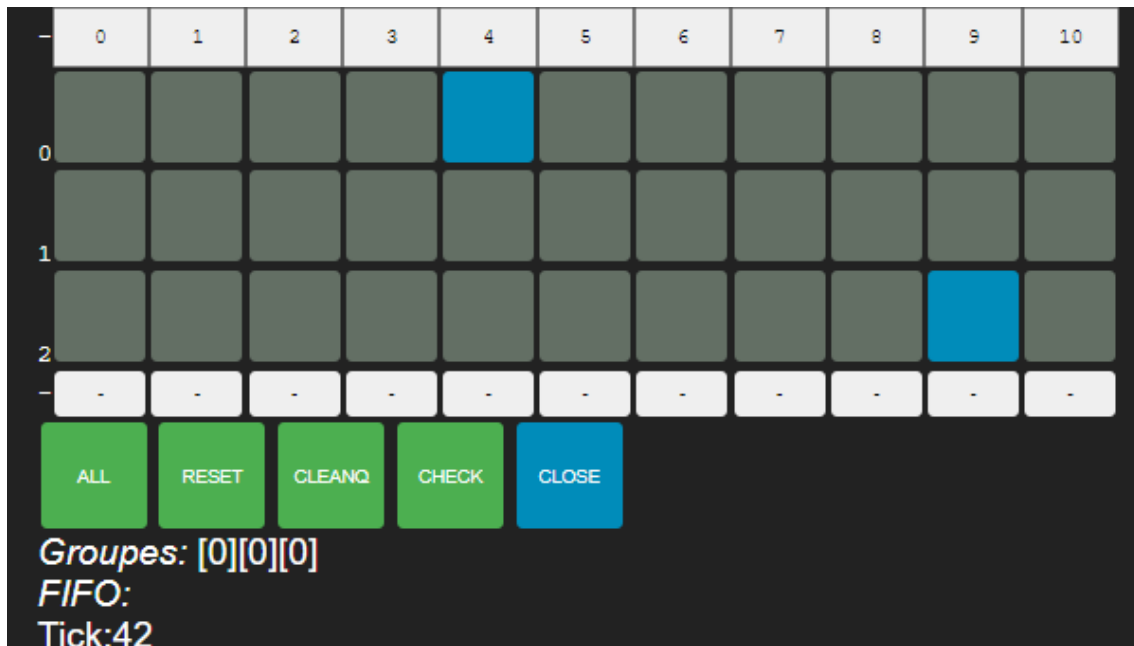 - 0 1 2 3 4 5 6 7 8 9 10
0
1
2
- - - - - - - - - - - -
ALL RESET CLEANQ CHECK CLOSE
Groupes: [0][0][0]
FIFO:
Tick:42